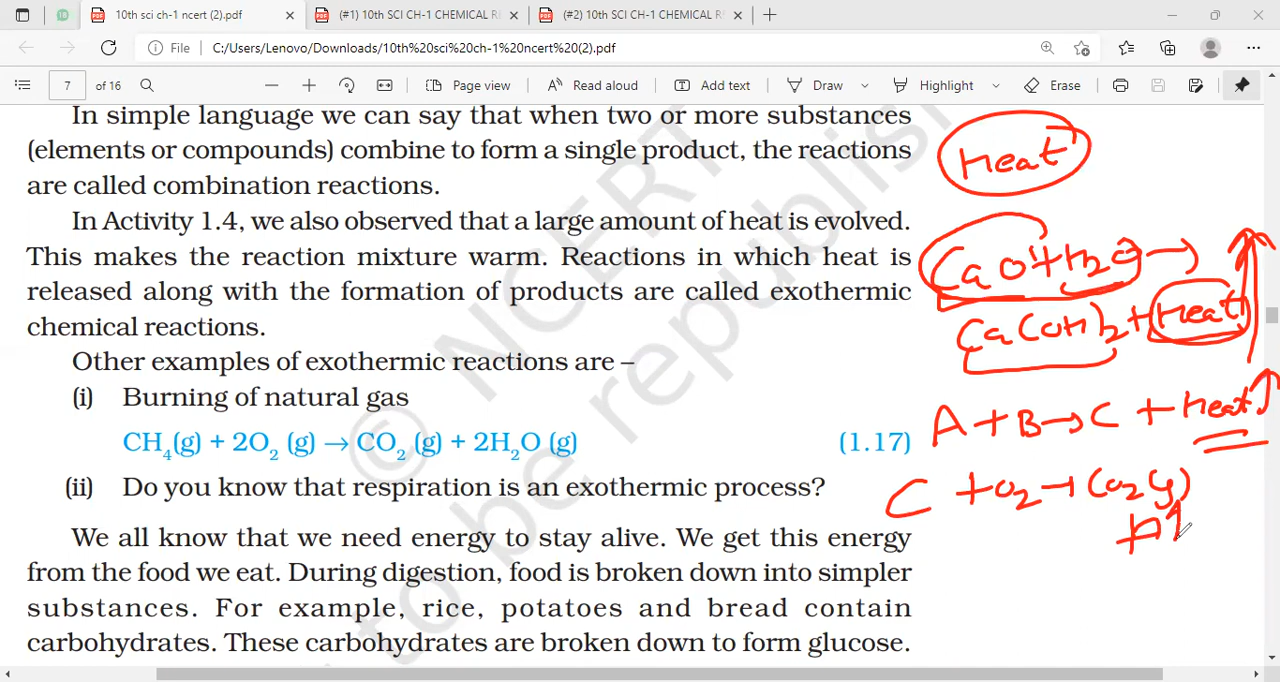 10th sci ch-1 ncert (2).pdf
(#1) 10th SCI CH-1 CHEMICAL RE
(#2) 10th SCI CH-1 CHEMICAL R
File C:/Users/Lenovo/Downloads/10th%20sci%20ch-1%20ncert%20(2).pdf
7 of 16 Page view Read aloud Add text Draw Highlight Erase
In simple language we can say that when two or more substances
(elements or compounds) combine to form a single product, the reactions
are called combination reactions.
In Activity 1.4, we also observed that a large amount of heat is evolved.
This makes the reaction mixture warm. Reactions in which heat is
released along with the formation of products are called exothermic
chemical reactions.
Other examples of exothermic reactions are –
(i) Burning of natural gas
CH₄(g) + 2O₂ (g) → CO₂ (g) + 2H₂O (g) (1.17)
(ii) Do you know that respiration is an exothermic process?
We all know that we need energy to stay alive. We get this energy
from the food we eat. During digestion, food is broken down into simpler
substances. For example, rice, potatoes and bread contain
carbohydrates. These carbohydrates are broken down to form glucose.
© NCERT
be republis
to be
Heat
CaO + H₂O →
Ca(OH)₂ + Heat
A + B → C + Heat ↑
C + O₂ → CO₂(g)